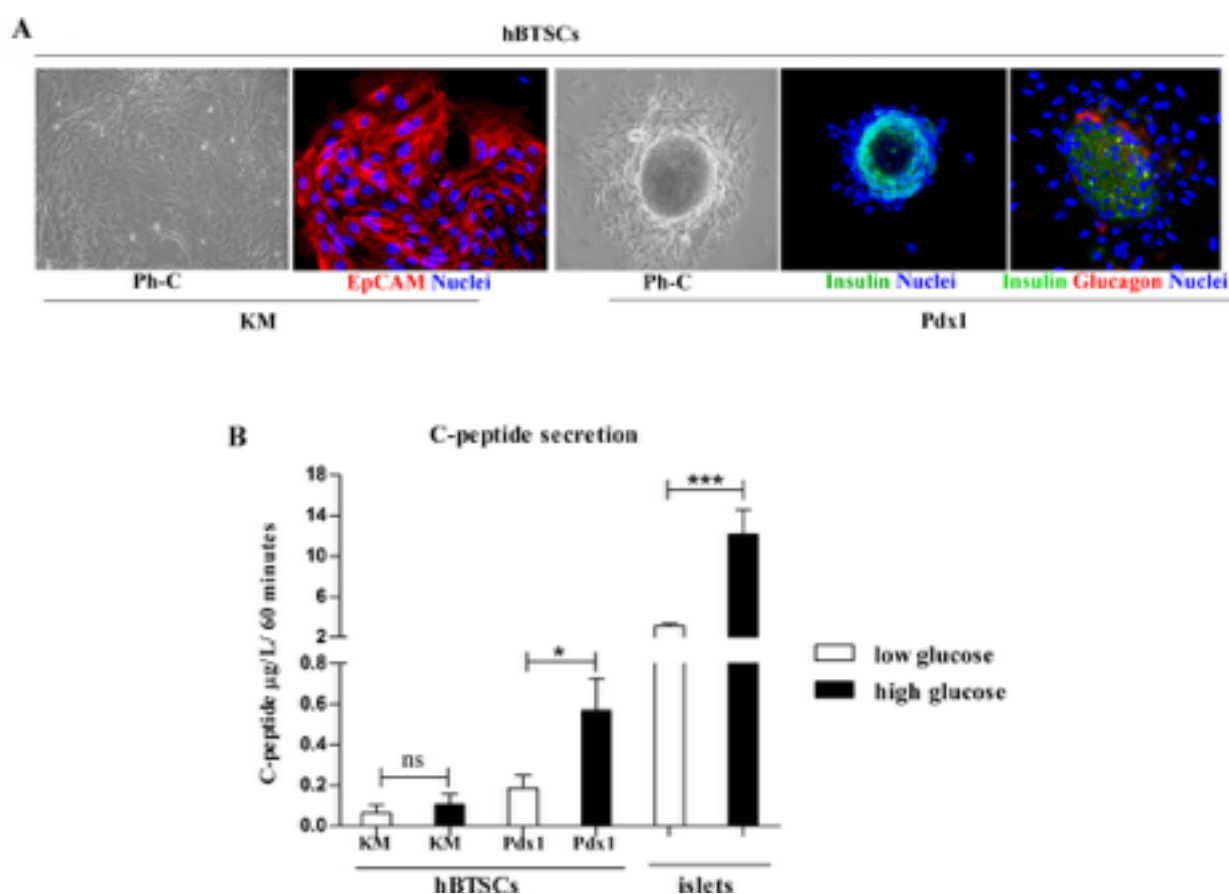 A
hBTSCs
Ph-C
EpCAM Nuclei
Ph-C
Insulin Nuclei
Insulin Glucagon Nuclei
KM
Pdx1
B
C-peptide secretion
C-peptide µg/L/ 60 minutes
18
14
10
6
2
0.8
0.6
0.4
0.2
0.0
***
*
ns
low glucose
high glucose
KM
KM
Pdx1
Pdx1
hBTSCs
islets